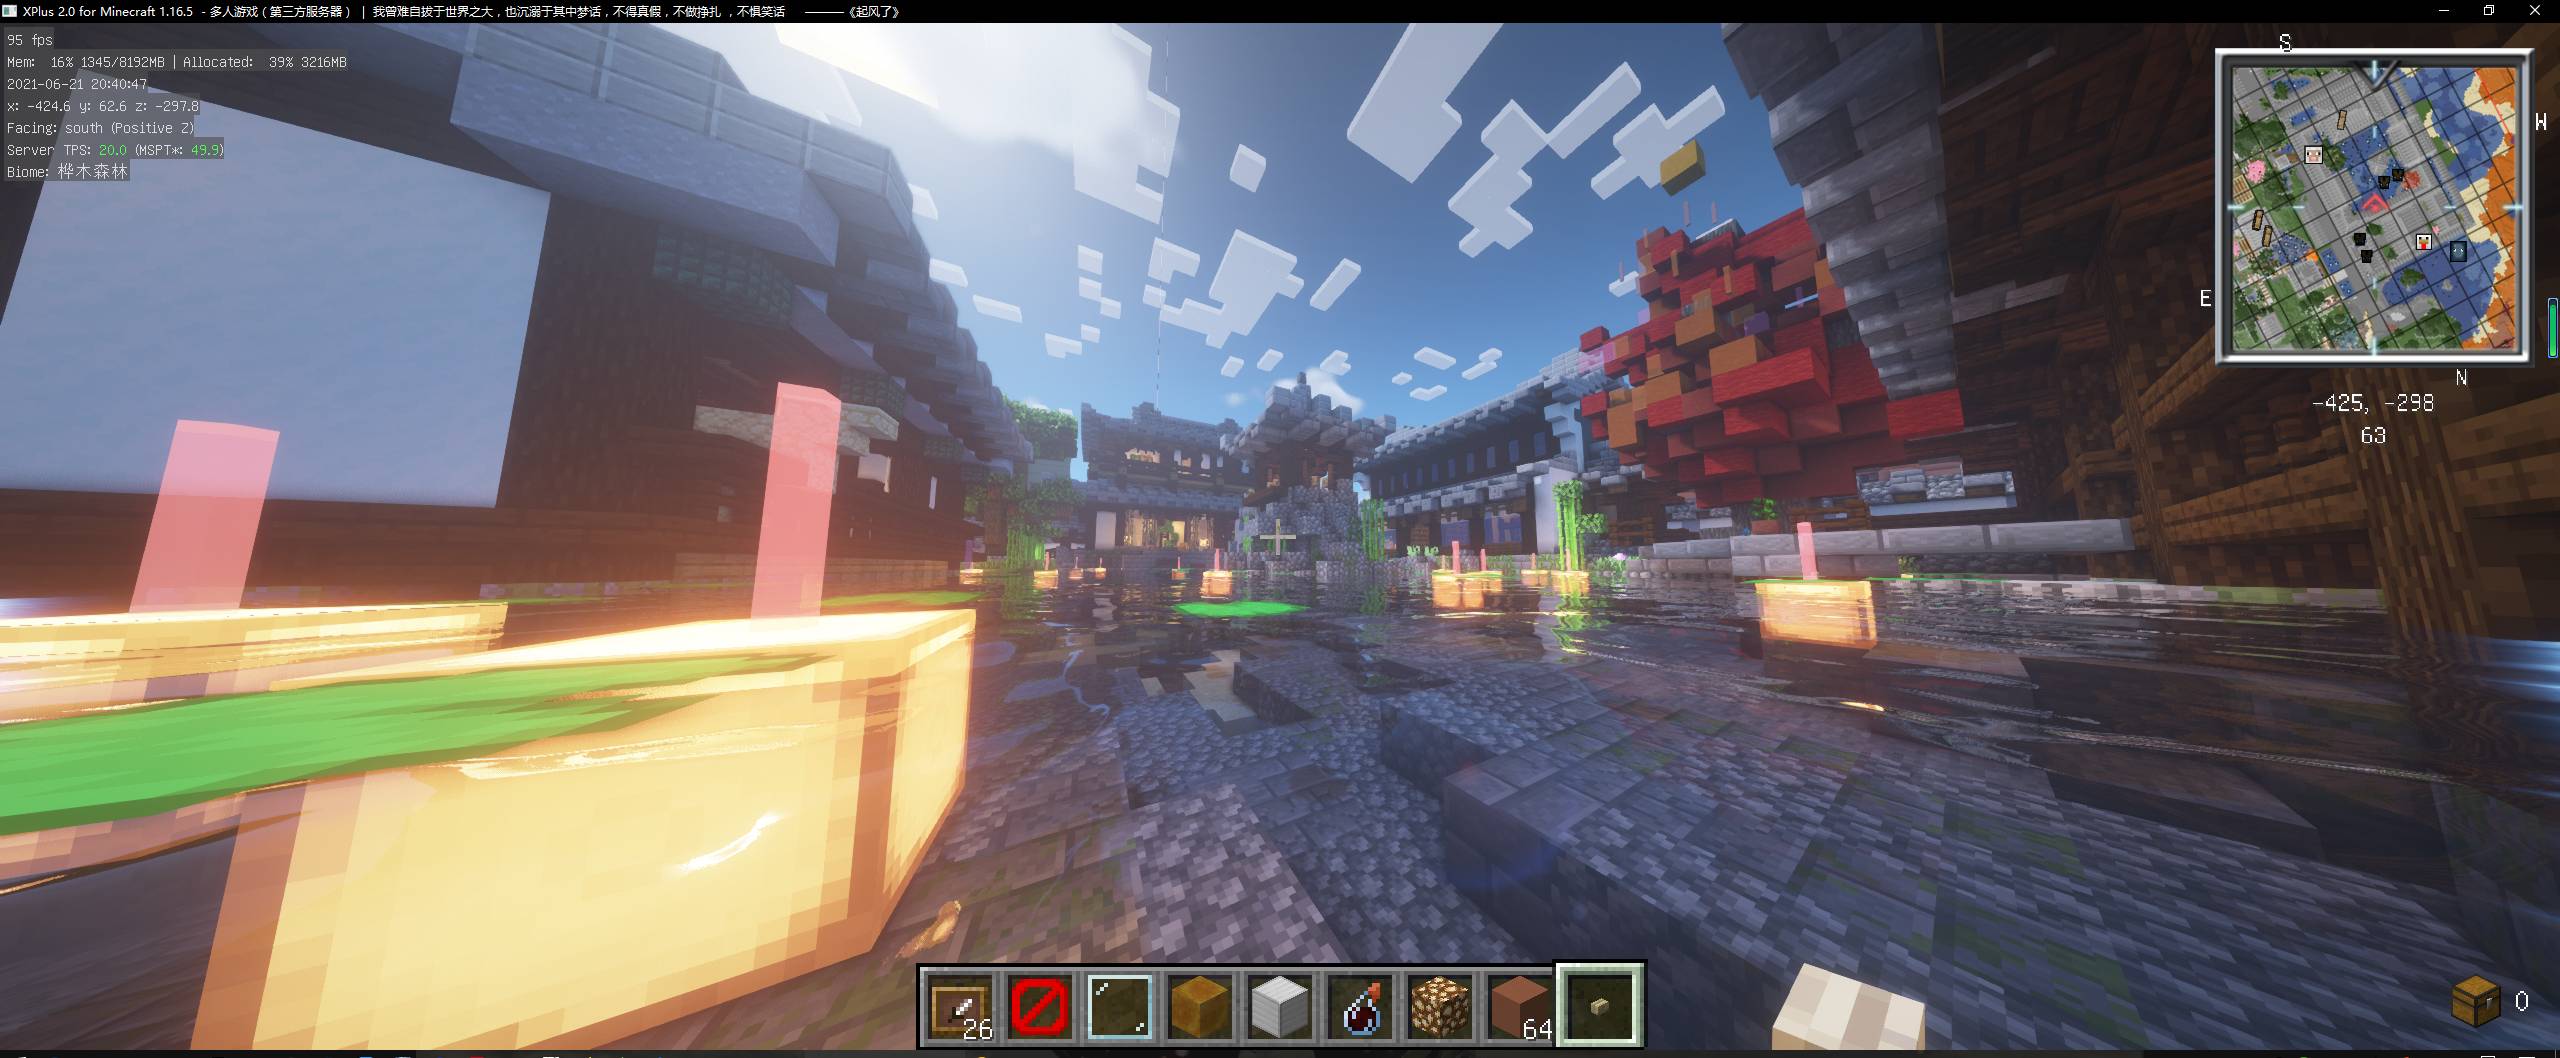 XPlus 2.0 for Minecraft 1.16.5 - 多人游戏（第三方服务器） | 我曾难自拔于世界之大，也沉溺于其中梦话，不得真假，不做挣扎 ，不惧笑话 ———《起风了》
95 fps
Mem: 16% 1345/8192MB | Allocated: 39% 3216MB
2021-06-21 20:40:47
x: -424.6 y: 62.6 z: -297.8
Facing: south (Positive Z)
Server TPS: 20.0 (MSPT*: 49.9)
Biome: 桦木森林
S
W
E
N
-425, -298
63
26
64
0